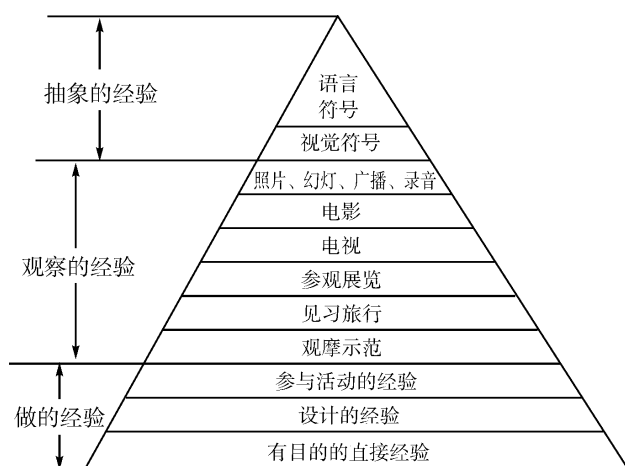 语言
符号
抽象的经验
视觉符号
照片、幻灯、广播、录音
电影
电视
观察的经验
参观展览
见习旅行
观摩示范
参与活动的经验
做的经验
设计的经验
有目的的直接经验